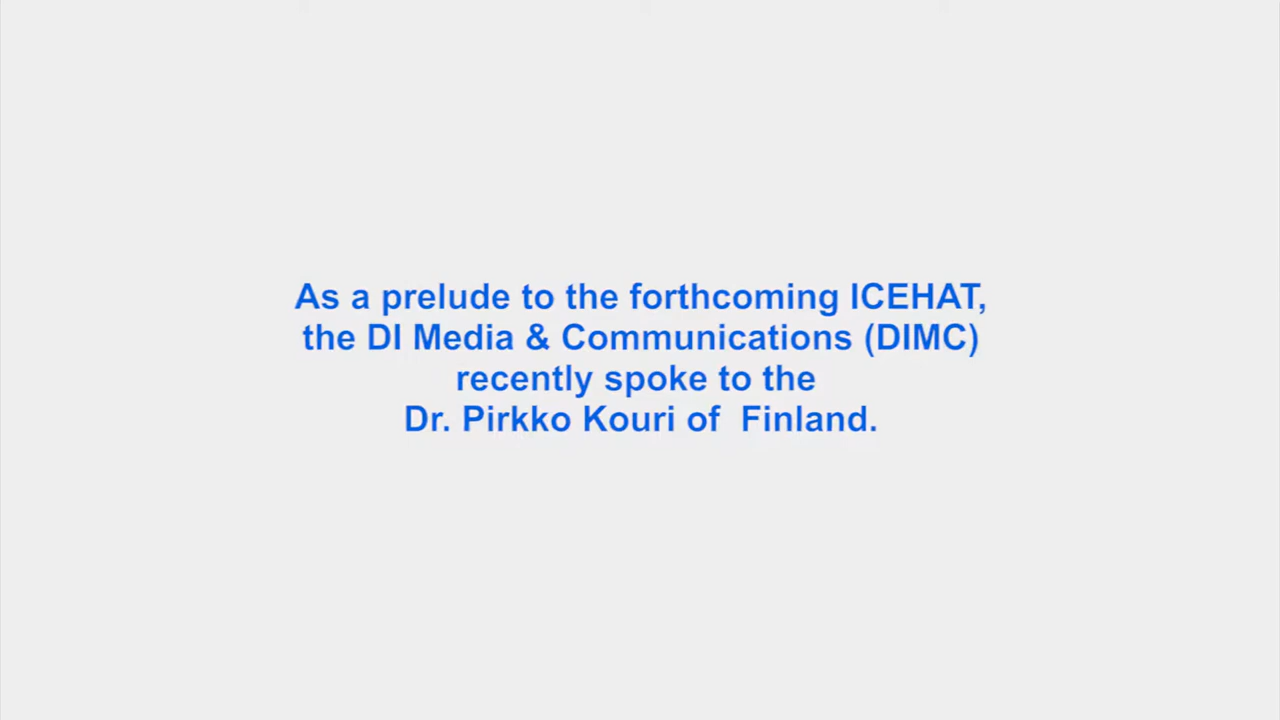 As a prelude to the forthcoming ICEHAT,
the DI Media & Communications (DIMC)
recently spoke to the
Dr. Pirkko Kouri of  Finland.